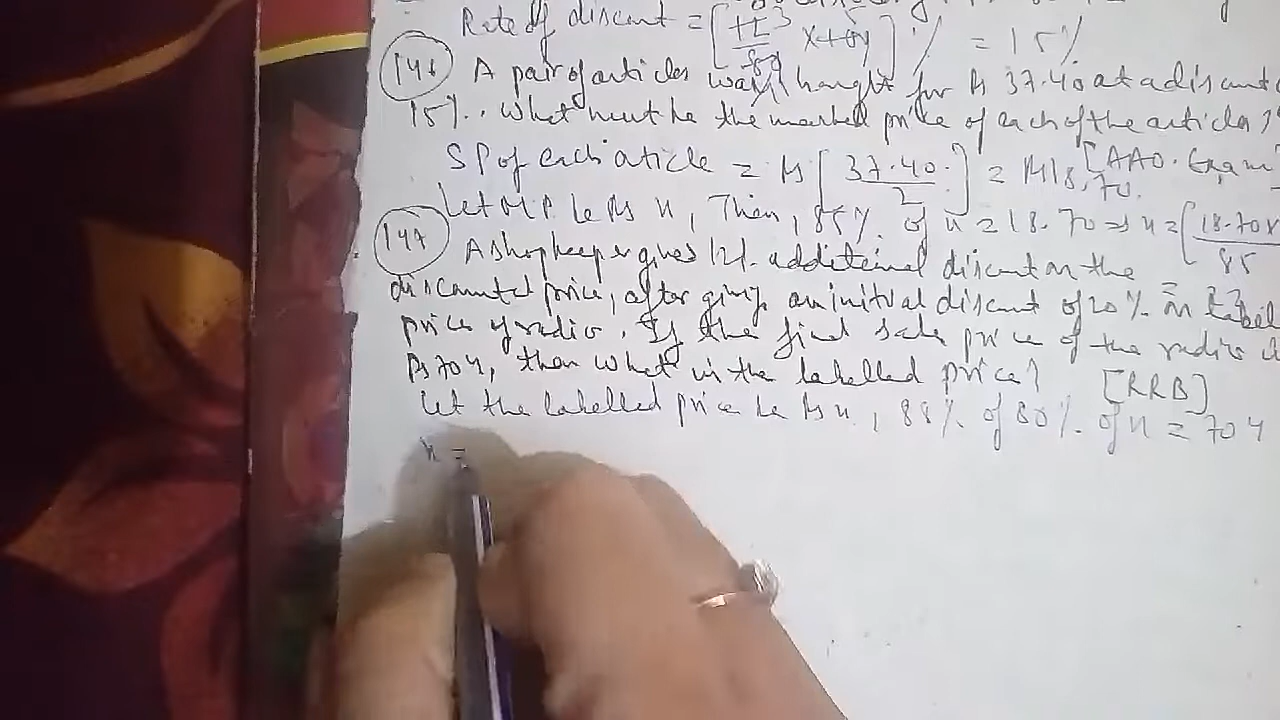 Rate of discount = [12/80 x 100] % = 15%
146 A pair of articles was bought for Rs 37.40 at a discount
15%. What must be the marked price of each of the articles?
SP of each article = Rs [37.40/2] = Rs 18.70. [AAO. Exam]
Let M.P. be Rs x, Then, 85% of x = 18.70 => x = [18.70x/85
147 A shopkeeper gives 12% additional discount on the
discounted price, after giving an initial discount of 20% on label
price of radio. If the final sale price of the radio is
Rs 704, then what is the labelled price? [RRB]
Let the labelled price be Rs x, 88% of 80% of x = 704
x =